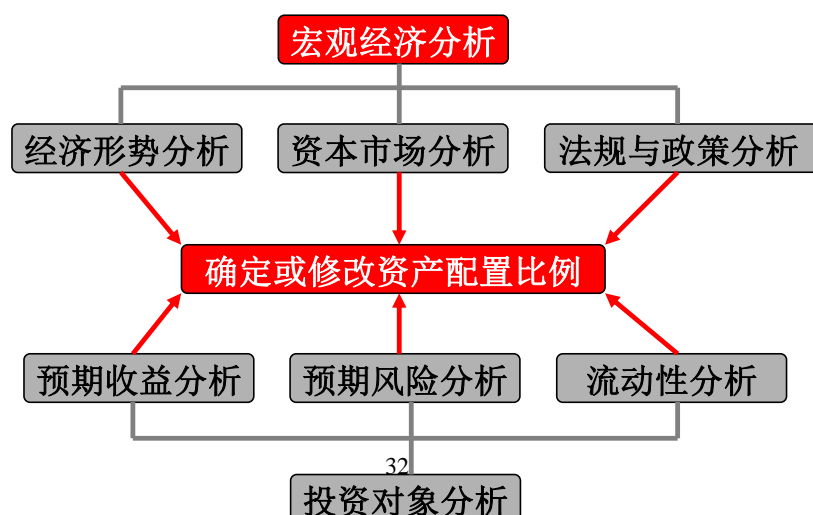 宏观经济分析
经济形势分析
资本市场分析
法规与政策分析
确定或修改资产配置比例
预期收益分析
预期风险分析
流动性分析
32
投资对象分析